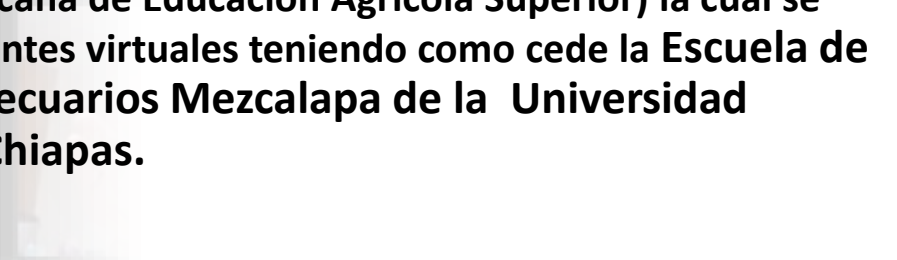 cana de Educación Agrícola Superior) la cual se
ntes virtuales teniendo como cede la Escuela de
ecuarios Mezcalapa de la Universidad
Chiapas.